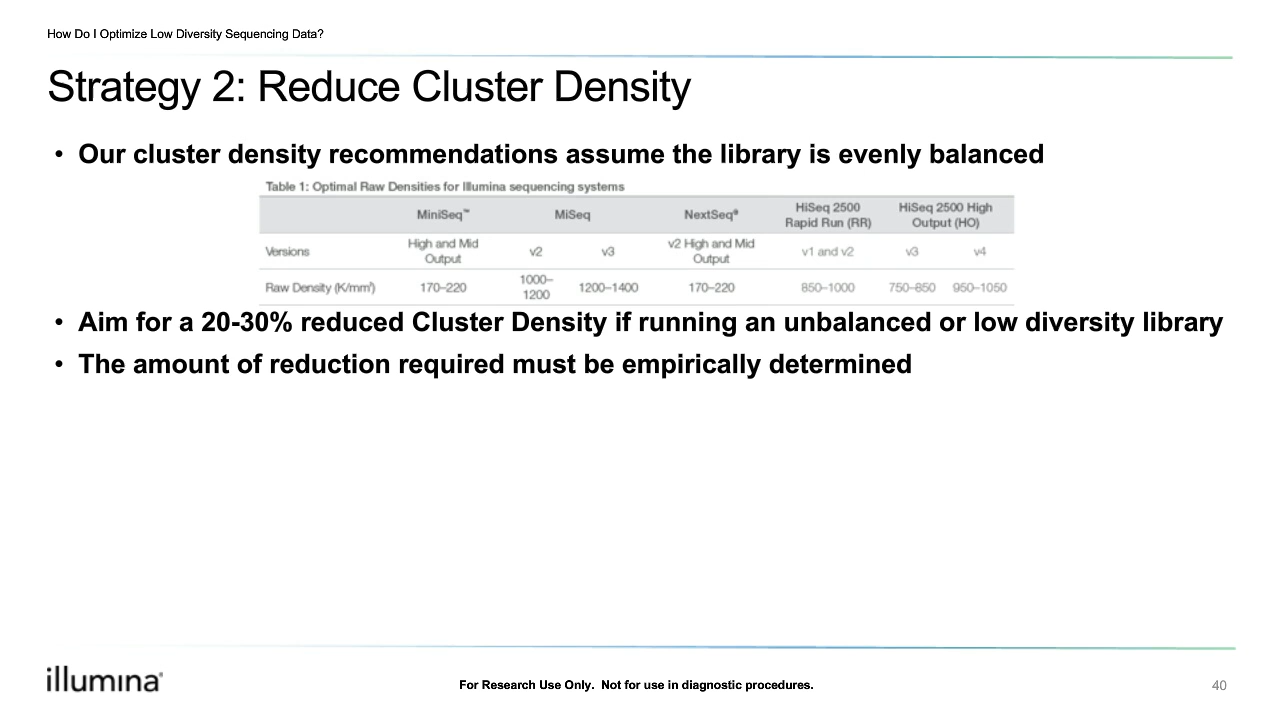 How Do I Optimize Low Diversity Sequencing Data?
Strategy 2: Reduce Cluster Density
• Our cluster density recommendations assume the library is evenly balanced
Table 1: Optimal Raw Densities for Illumina sequencing systems
MiniSeq™ MiSeq NextSeq® HiSeq 2500 Rapid Run (RR) HiSeq 2500 High Output (HO)
Versions High and Mid Output v2 v3 v2 High and Mid Output v1 and v2 v3 v4
Raw Density (K/mm²) 170–220 1000–1200 1200–1400 170–220 850–1000 750–850 950–1050
• Aim for a 20-30% reduced Cluster Density if running an unbalanced or low diversity library
• The amount of reduction required must be empirically determined
illumina®
For Research Use Only. Not for use in diagnostic procedures.
40